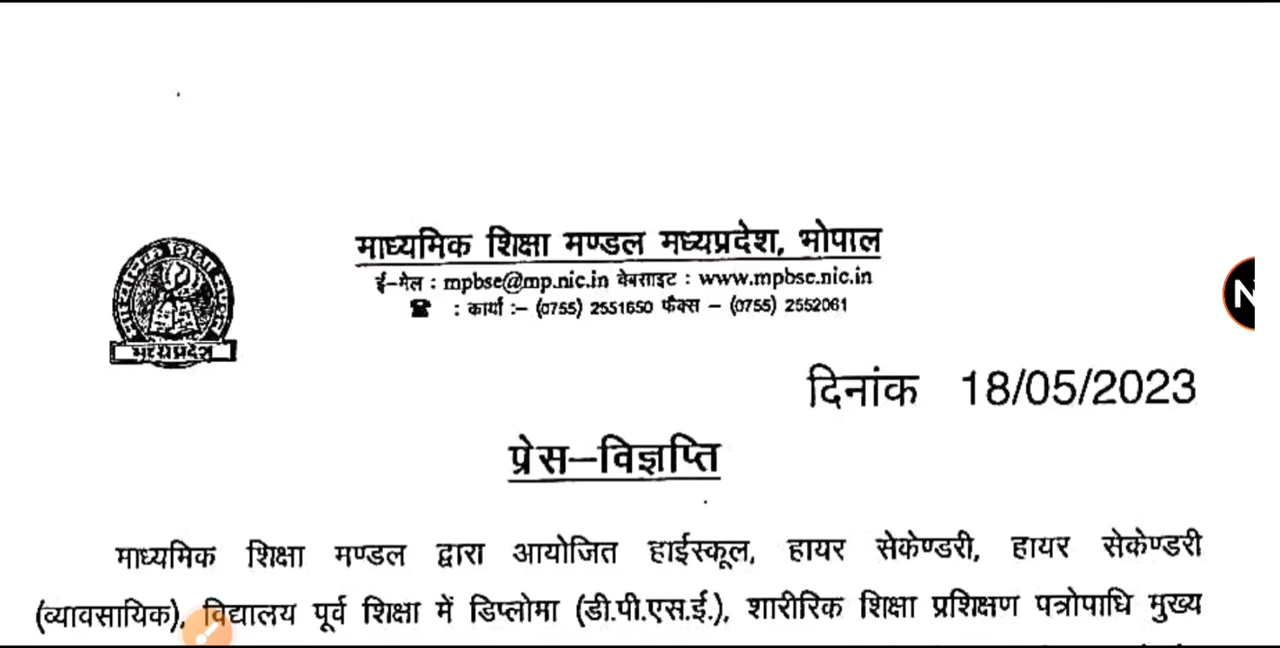 माध्यमिक शिक्षा मण्डल मध्यप्रदेश, भोपाल
ई–मेल : mpbse@mp.nic.in वेबसाइट : www.mpbse.nic.in
☎ : कार्या :– (0755) 2551650 फैक्स – (0755) 2552061
मध्यप्रदेश
दिनांक 18/05/2023
प्रेस–विज्ञप्ति
माध्यमिक शिक्षा मण्डल द्वारा आयोजित हाईस्कूल, हायर सेकेण्डरी, हायर सेकेण्डरी
(व्यावसायिक), विद्यालय पूर्व शिक्षा में डिप्लोमा (डी.पी.एस.ई.), शारीरिक शिक्षा प्रशिक्षण पत्रोपाधि मुख्य